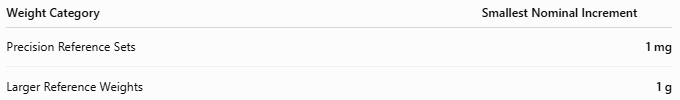 Weight Category Smallest Nominal Increment
Precision Reference Sets 1 mg
Larger Reference Weights 1 g